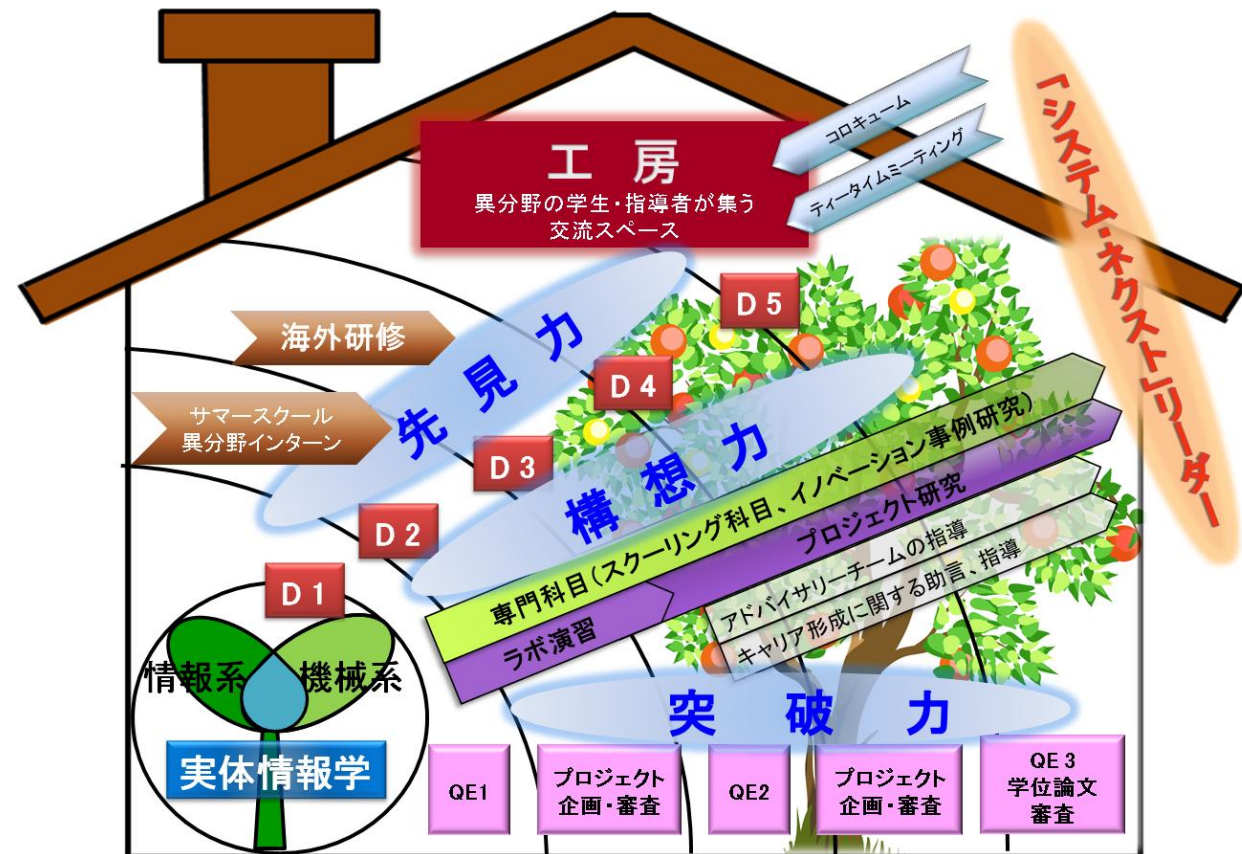 工 房
異分野の学生・指導者が集う
交流スペース
コロキューム
ティータイムミーティング
「システム・ネクスト」リーダー
海外研修
サマースクール
異分野インターン
先 見 力
構 想 力
突 破 力
D 1
D 2
D 3
D 4
D 5
専門科目(スクーリング科目、イノベーション事例研究)
ラボ演習
プロジェクト研究
アドバイサリーチームの指導
キャリア形成に関する助言、指導
情報系
機械系
実体情報学
QE1
プロジェクト
企画・審査
QE2
プロジェクト
企画・審査
QE 3
学位論文
審査